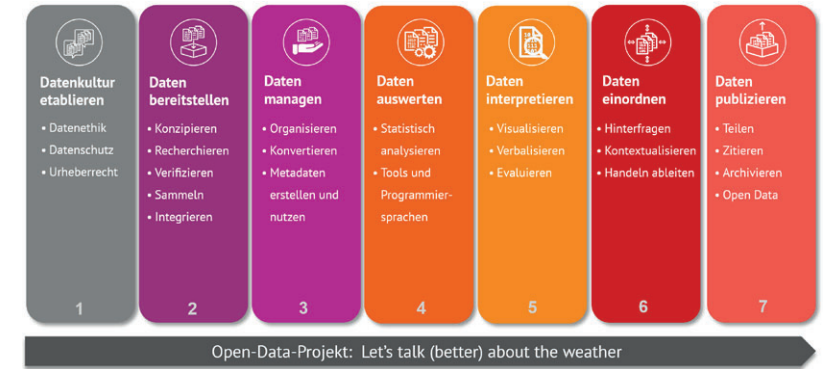 Datenkultur
etablieren
• Datenethik
• Datenschutz
• Urheberrecht
1
Daten
bereitstellen
• Konzipieren
• Recherchieren
• Verifizieren
• Sammeln
• Integrieren
2
Daten
managen
• Organisieren
• Konvertieren
• Metadaten
erstellen und
nutzen
3
Daten
auswerten
• Statistisch
analysieren
• Tools und
Programmier-
sprachen
4
Daten
interpretieren
• Visualisieren
• Verbalisieren
• Evaluieren
5
Daten
einordnen
• Hinterfragen
• Kontextualisieren
• Handeln ableiten
6
Daten
publizieren
• Teilen
• Zitieren
• Archivieren
• Open Data
7
Open-Data-Projekt: Let's talk (better) about the weather